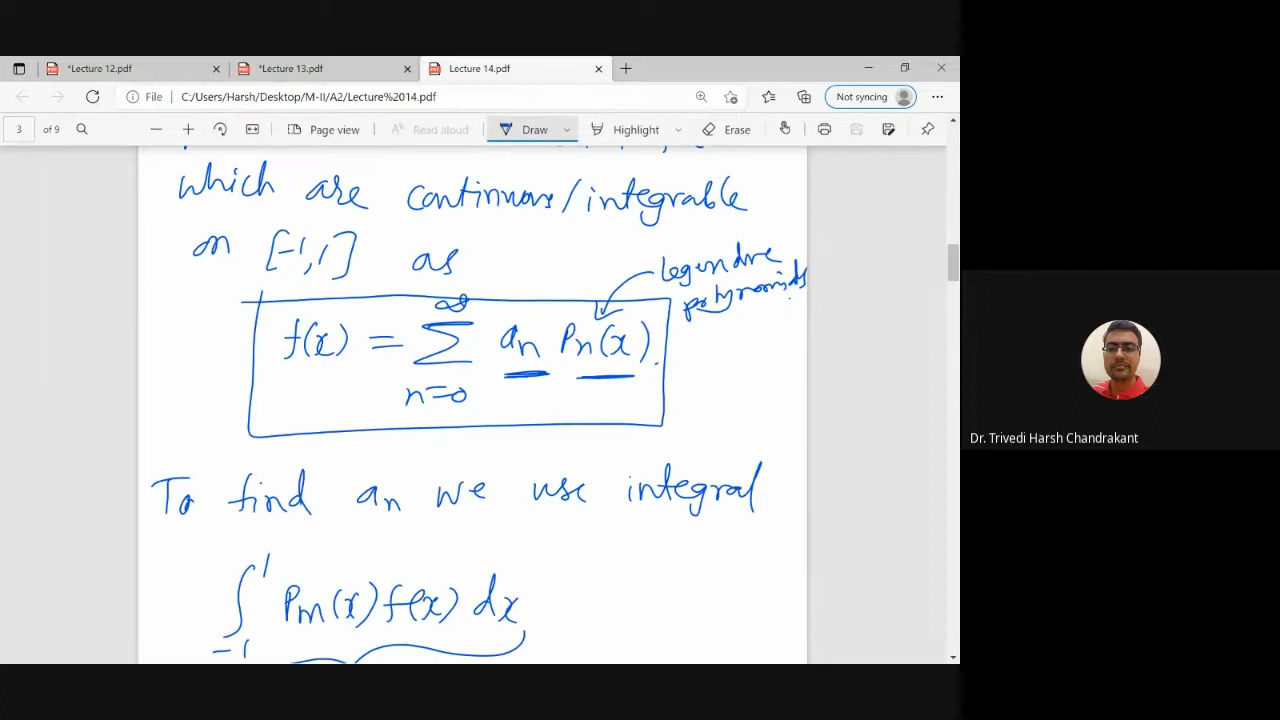 *Lecture 12.pdf
*Lecture 13.pdf
Lecture 14.pdf
File
C:/Users/Harsh/Desktop/M-II/A2/Lecture%2014.pdf
Not syncing
3 of 9
Page view
Read aloud
Draw
Highlight
Erase
which are continuous/integrable
on [-1,1] as
Legendre
polynomials
f(x) = ∞∑n=0 an Pn(x).
To find an we use integral
∫-1^1 Pm(x) f(x) dx
Dr. Trivedi Harsh Chandrakant